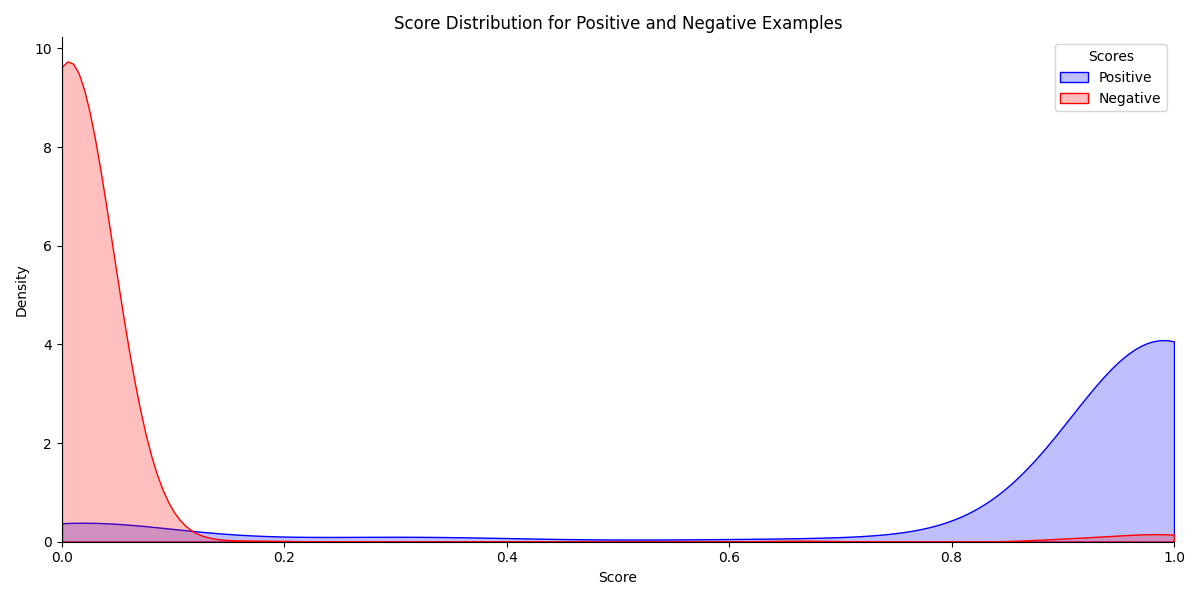 Score Distribution for Positive and Negative Examples
Scores
Positive
Negative
Density
10
8
6
4
2
0
0.0 0.2 0.4 0.6 0.8 1.0
Score